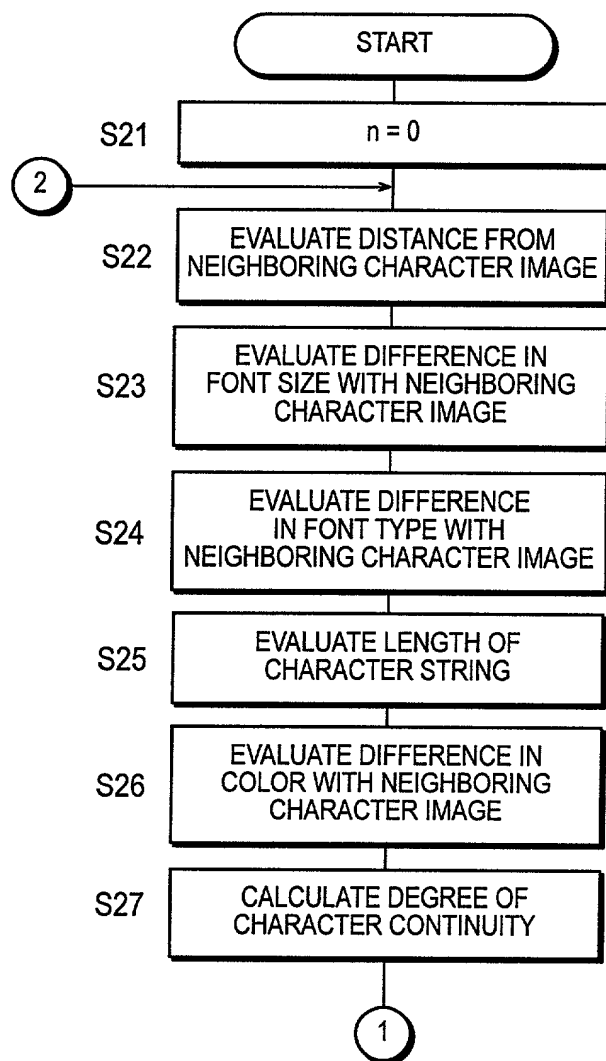 START
S21
n = 0
2
S22
EVALUATE DISTANCE FROM
NEIGHBORING CHARACTER IMAGE
S23
EVALUATE DIFFERENCE IN
FONT SIZE WITH NEIGHBORING
CHARACTER IMAGE
S24
EVALUATE DIFFERENCE
IN FONT TYPE WITH
NEIGHBORING CHARACTER IMAGE
S25
EVALUATE LENGTH OF
CHARACTER STRING
S26
EVALUATE DIFFERENCE IN
COLOR WITH NEIGHBORING
CHARACTER IMAGE
S27
CALCULATE DEGREE OF
CHARACTER CONTINUITY
1